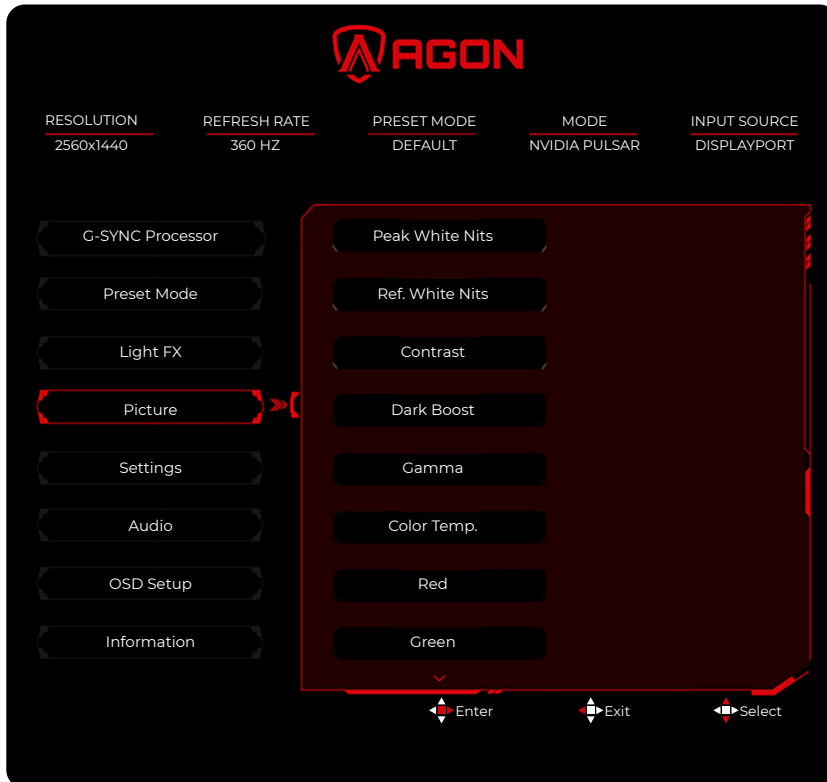 AGON
RESOLUTION REFRESH RATE PRESET MODE MODE INPUT SOURCE
2560x1440 360 HZ DEFAULT NVIDIA PULSAR DISPLAYPORT
G-SYNC Processor
Preset Mode
Light FX
Picture
Settings
Audio
OSD Setup
Information
Peak White Nits
Ref. White Nits
Contrast
Dark Boost
Gamma
Color Temp.
Red
Green
Enter Exit Select